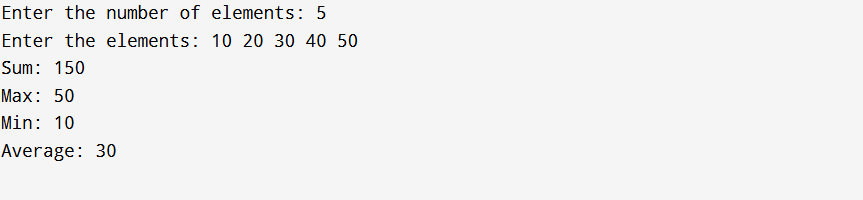 Enter the number of elements: 5
Enter the elements: 10 20 30 40 50
Sum: 150
Max: 50
Min: 10
Average: 30